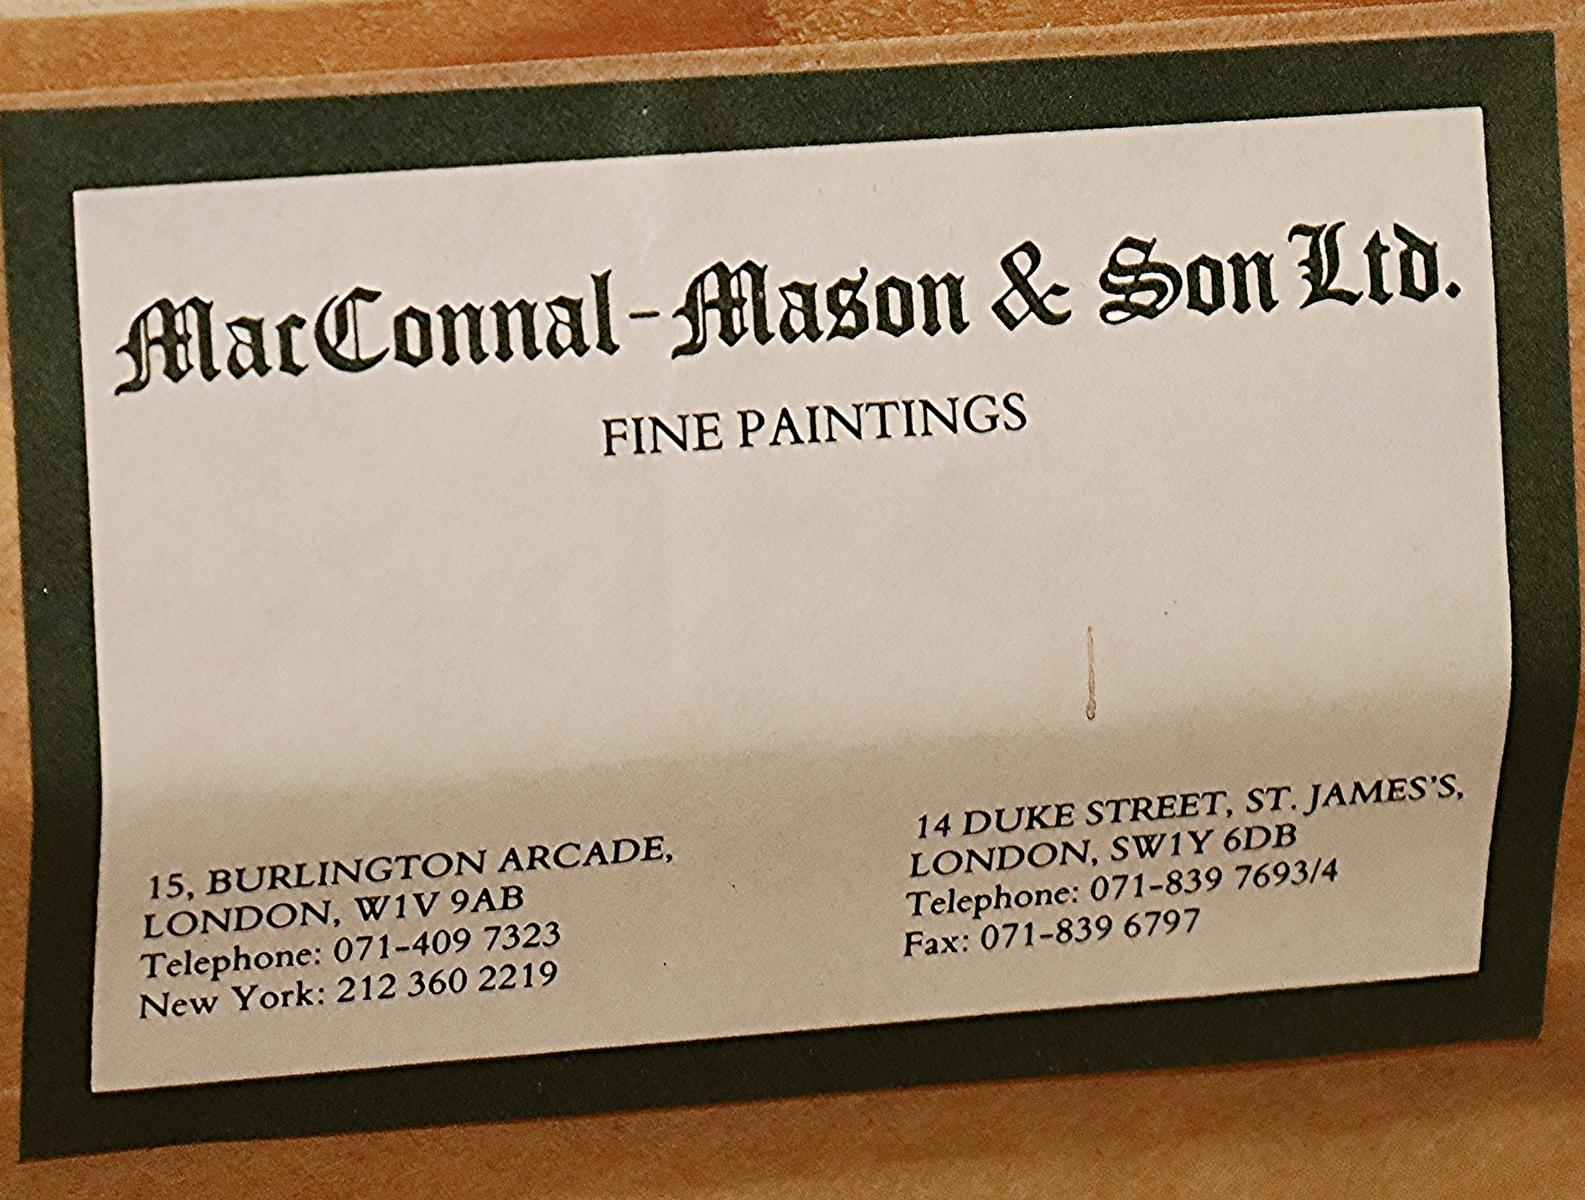 MacConnal-Mason & Son Ltd.
FINE PAINTINGS
15, BURLINGTON ARCADE,
LONDON, W1V 9AB
Telephone: 071-409 7323
New York: 212 360 2219
14 DUKE STREET, ST. JAMES'S,
LONDON, SW1Y 6DB
Telephone: 071-839 7693/4
Fax: 071-839 6797